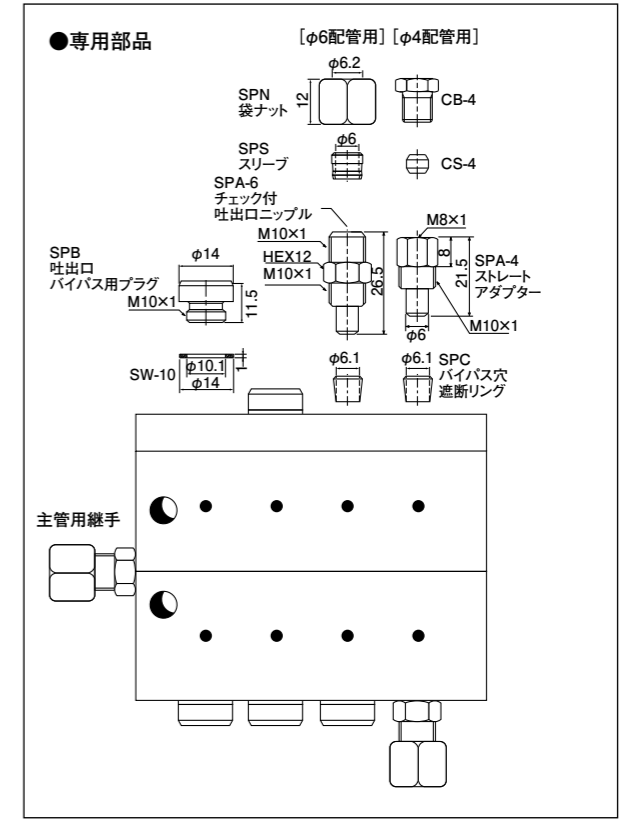 ●専用部品
[φ6配管用] [φ4配管用]
φ6.2
SPN
袋ナット
12
CB-4
φ6
SPS
スリーブ
CS-4
SPA-6
チェック付
吐出口ニップル
M10×1
HEX12
M10×1
26.5
M8×1
8
21.5
SPA-4
ストレート
アダプター
M10×1
φ6
SPB
吐出口
バイパス用プラグ
φ14
M10×1
11.5
SW-10
φ10.1
φ14
1
φ6.1
φ6.1
SPC
バイパス穴
遮断リング
主管用継手